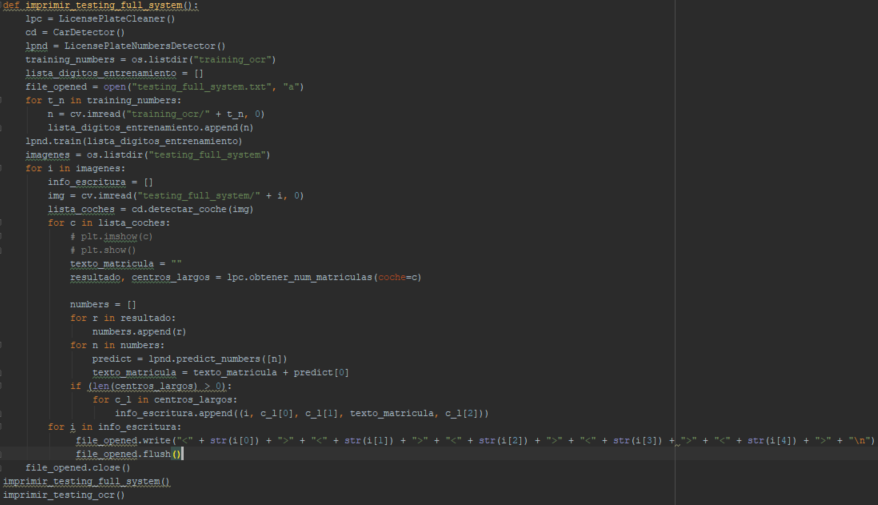 def imprimir_testing_full_system():
    lpc = LicensePlateCleaner()
    cd = CarDetector()
    lpnd = LicensePlateNumbersDetector()
    training_numbers = os.listdir("training_ocr")
    lista_digitos_entrenamiento = []
    file_opened = open("testing_full_system.txt", "a")
    for t_n in training_numbers:
        n = cv.imread("training_ocr/" + t_n, 0)
        lista_digitos_entrenamiento.append(n)
    lpnd.train(lista_digitos_entrenamiento)
    imagenes = os.listdir("testing_full_system")
    for i in imagenes:
        info_escritura = []
        img = cv.imread("testing_full_system/" + i, 0)
        lista_coches = cd.detectar_coche(img)
        for c in lista_coches:
            # plt.imshow(c)
            # plt.show()
            texto_matricula = ""
            resultado, centros_largos = lpc.obtener_num_matriculas(coche=c)
            numbers = []
            for r in resultado:
                numbers.append(r)
            for n in numbers:
                predict = lpnd.predict_numbers([n])
                texto_matricula = texto_matricula + predict[0]
            if (len(centros_largos) > 0):
                for c_l in centros_largos:
                    info_escritura.append((i, c_l[0], c_l[1], texto_matricula, c_l[2]))
        for i in info_escritura:
             file_opened.write("<" + str(i[0]) + ">" + "<" + str(i[1]) + ">" + "<" + str(i[2]) + ">" + "<" + str(i[3]) + ">" + "<" + str(i[4]) + ">" + "\n")
             file_opened.flush()
    file_opened.close()
imprimir_testing_full_system()
imprimir_testing_ocr()